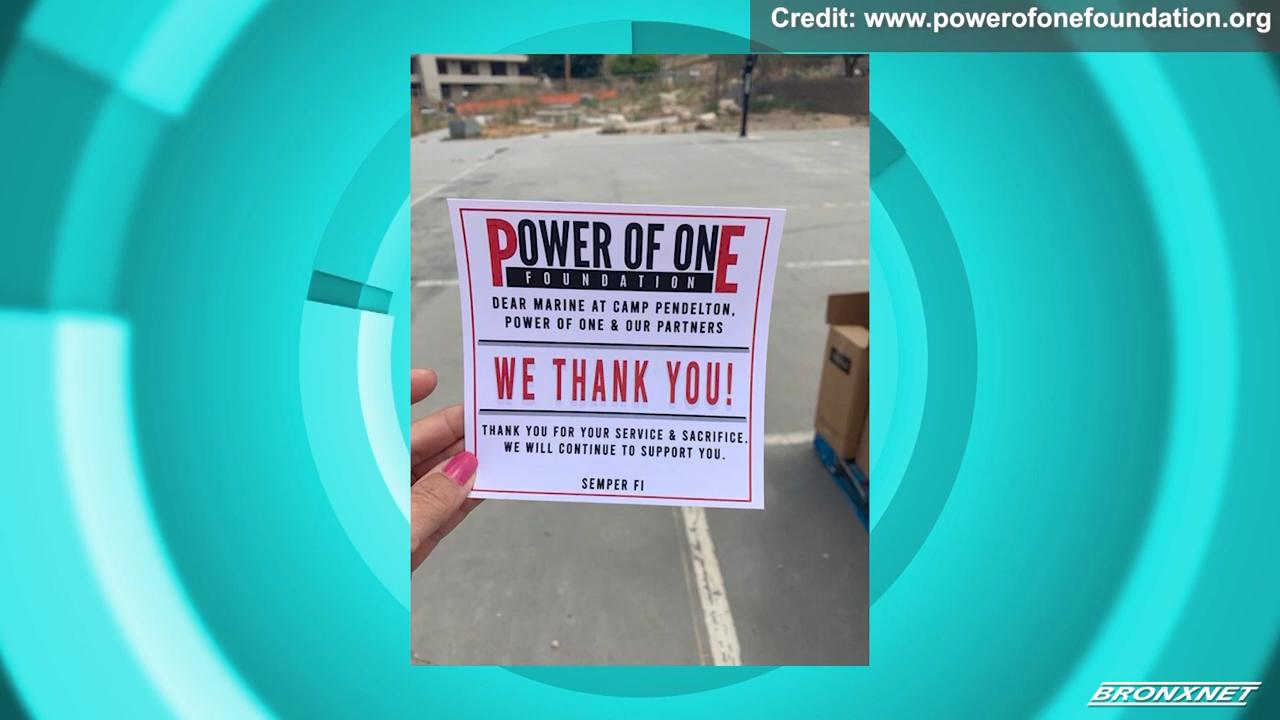 Credit: www.powerofonefoundation.org
POWER OF ONE
FOUNDATION
DEAR MARINE AT CAMP PENDELTON,
POWER OF ONE & OUR PARTNERS
WE THANK YOU!
THANK YOU FOR YOUR SERVICE & SACRIFICE.
WE WILL CONTINUE TO SUPPORT YOU.
SEMPER FI
BRONXNET